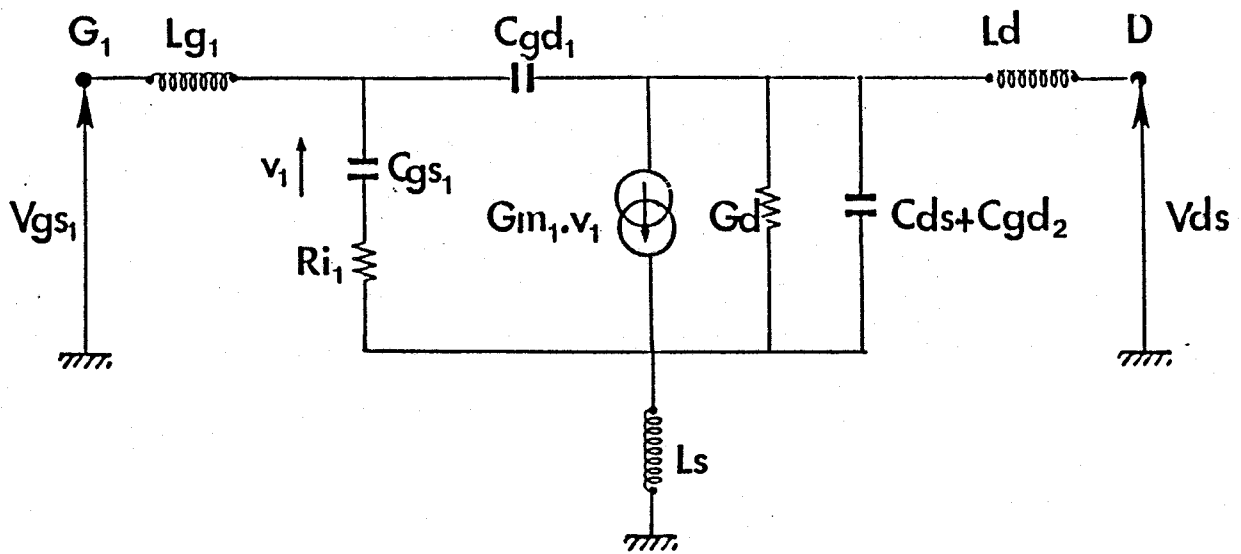 G₁
Lg₁
Cgd₁
Ld
D
v₁
Cgs₁
Vgs₁
Ri₁
Gm₁.v₁
Gd
Cds+Cgd₂
Vds
Ls